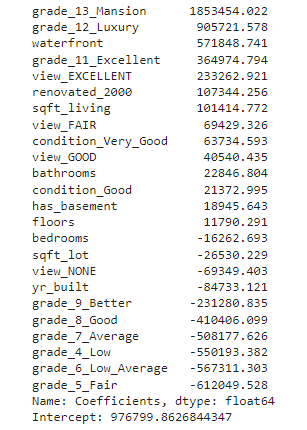 grade_13_Mansion 1853454.022
grade_12_Luxury 905721.578
waterfront 571848.741
grade_11_Excellent 364974.794
view_EXCELLENT 233262.921
renovated_2000 107344.256
sqft_living 101414.772
view_FAIR 69429.326
condition_Very_Good 63734.593
view_GOOD 40540.435
bathrooms 22846.804
condition_Good 21372.995
has_basement 18945.643
floors 11790.291
bedrooms -16262.693
sqft_lot -26530.229
view_NONE -69349.403
yr_built -84733.121
grade_9_Better -231280.835
grade_8_Good -410406.099
grade_7_Average -508177.626
grade_4_Low -550193.382
grade_6_Low_Average -567311.303
grade_5_Fair -612049.528
Name: Coefficients, dtype: float64
Intercept: 976799.8626844347